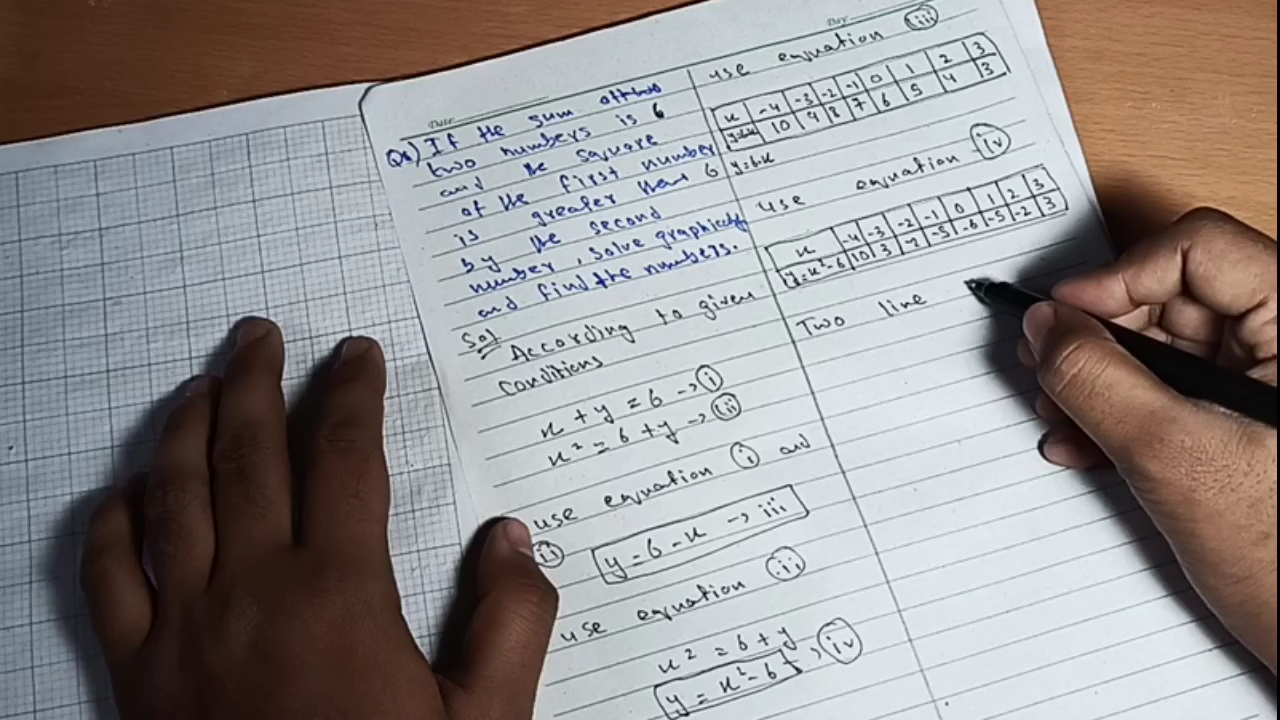 Date
Q8) If the sum of two
two numbers is 6
and the square
of the first number
is greater than 6
by the second
number, solve graphically
and find the numbers.
Sol
According to given
conditions
x + y = 6 -> i
x² = 6 + y -> ii
use equation i and
ii
y = 6 - x -> iii
use equation ii
x² = 6 + y
y = x² - 6 -> iv
Day
use equation iii
x -4 -3 -2 -1 0 1 2 3
y=6-x 10 9 8 7 6 5 4 3
y=6-x
use equation iv
x -4 -3 -2 -1 0 1 2 3
y=x²-6 10 3 -2 -5 -6 -5 -2 3
Two line